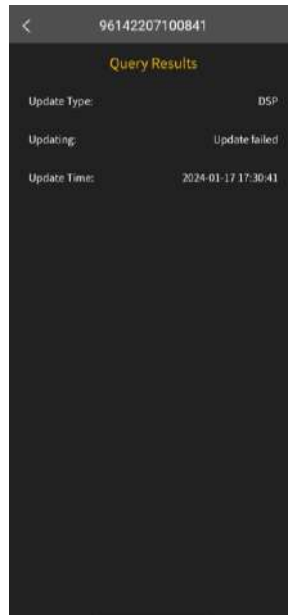 96142207100841
Query Results
Update Type: DSP
Updating: Update failed
Update Time: 2024-01-17 17:30:41